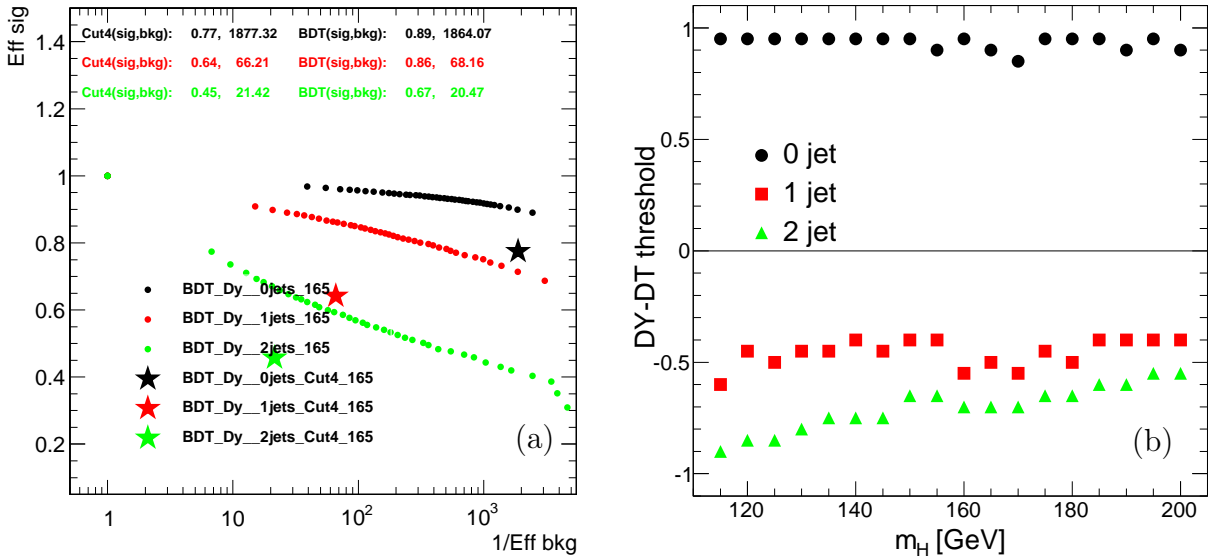 Eff sig
1.4
1.2
1
0.8
0.6
0.4
0.2
Cut4(sig,bkg): 0.77, 1877.32 BDT(sig,bkg): 0.89, 1864.07
Cut4(sig,bkg): 0.64, 66.21 BDT(sig,bkg): 0.86, 68.16
Cut4(sig,bkg): 0.45, 21.42 BDT(sig,bkg): 0.67, 20.47
BDT_Dy__0jets_165
BDT_Dy__1jets_165
BDT_Dy__2jets_165
BDT_Dy__0jets_Cut4_165
BDT_Dy__1jets_Cut4_165
BDT_Dy__2jets_Cut4_165
(a)
1 10 10² 10³
1/Eff bkg
DY-DT threshold
1
0.5
0
-0.5
-1
0 jet
1 jet
2 jet
(b)
120 140 160 180 200
m_H [GeV]